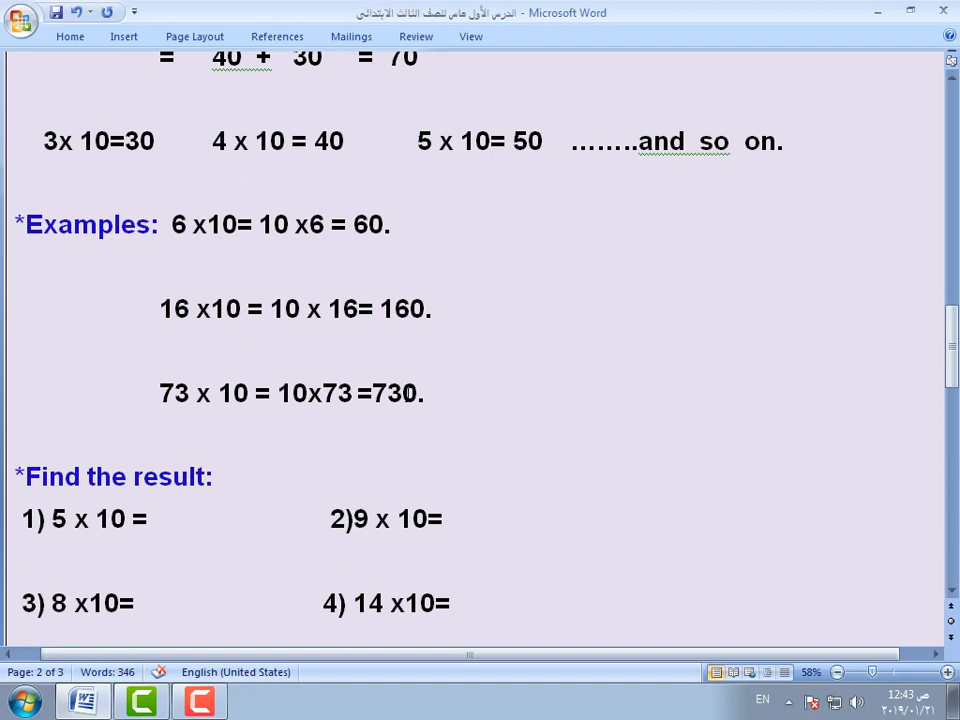 الدرس الأول ماس للصف الثالث الابتدائى - Microsoft Word
Home Insert Page Layout References Mailings Review View
= 40 + 30 = 70
3x 10=30 4 x 10 = 40 5 x 10= 50 ……..and so on.
*Examples: 6 x10= 10 x6 = 60.
16 x10 = 10 x 16= 160.
73 x 10 = 10x73 =730.
*Find the result:
1) 5 x 10 = 2)9 x 10=
3) 8 x10= 4) 14 x10=
Page: 2 of 3 Words: 346 English (United States) 58%
EN 12:43 ص
٢٠١٩/٠١/٢١